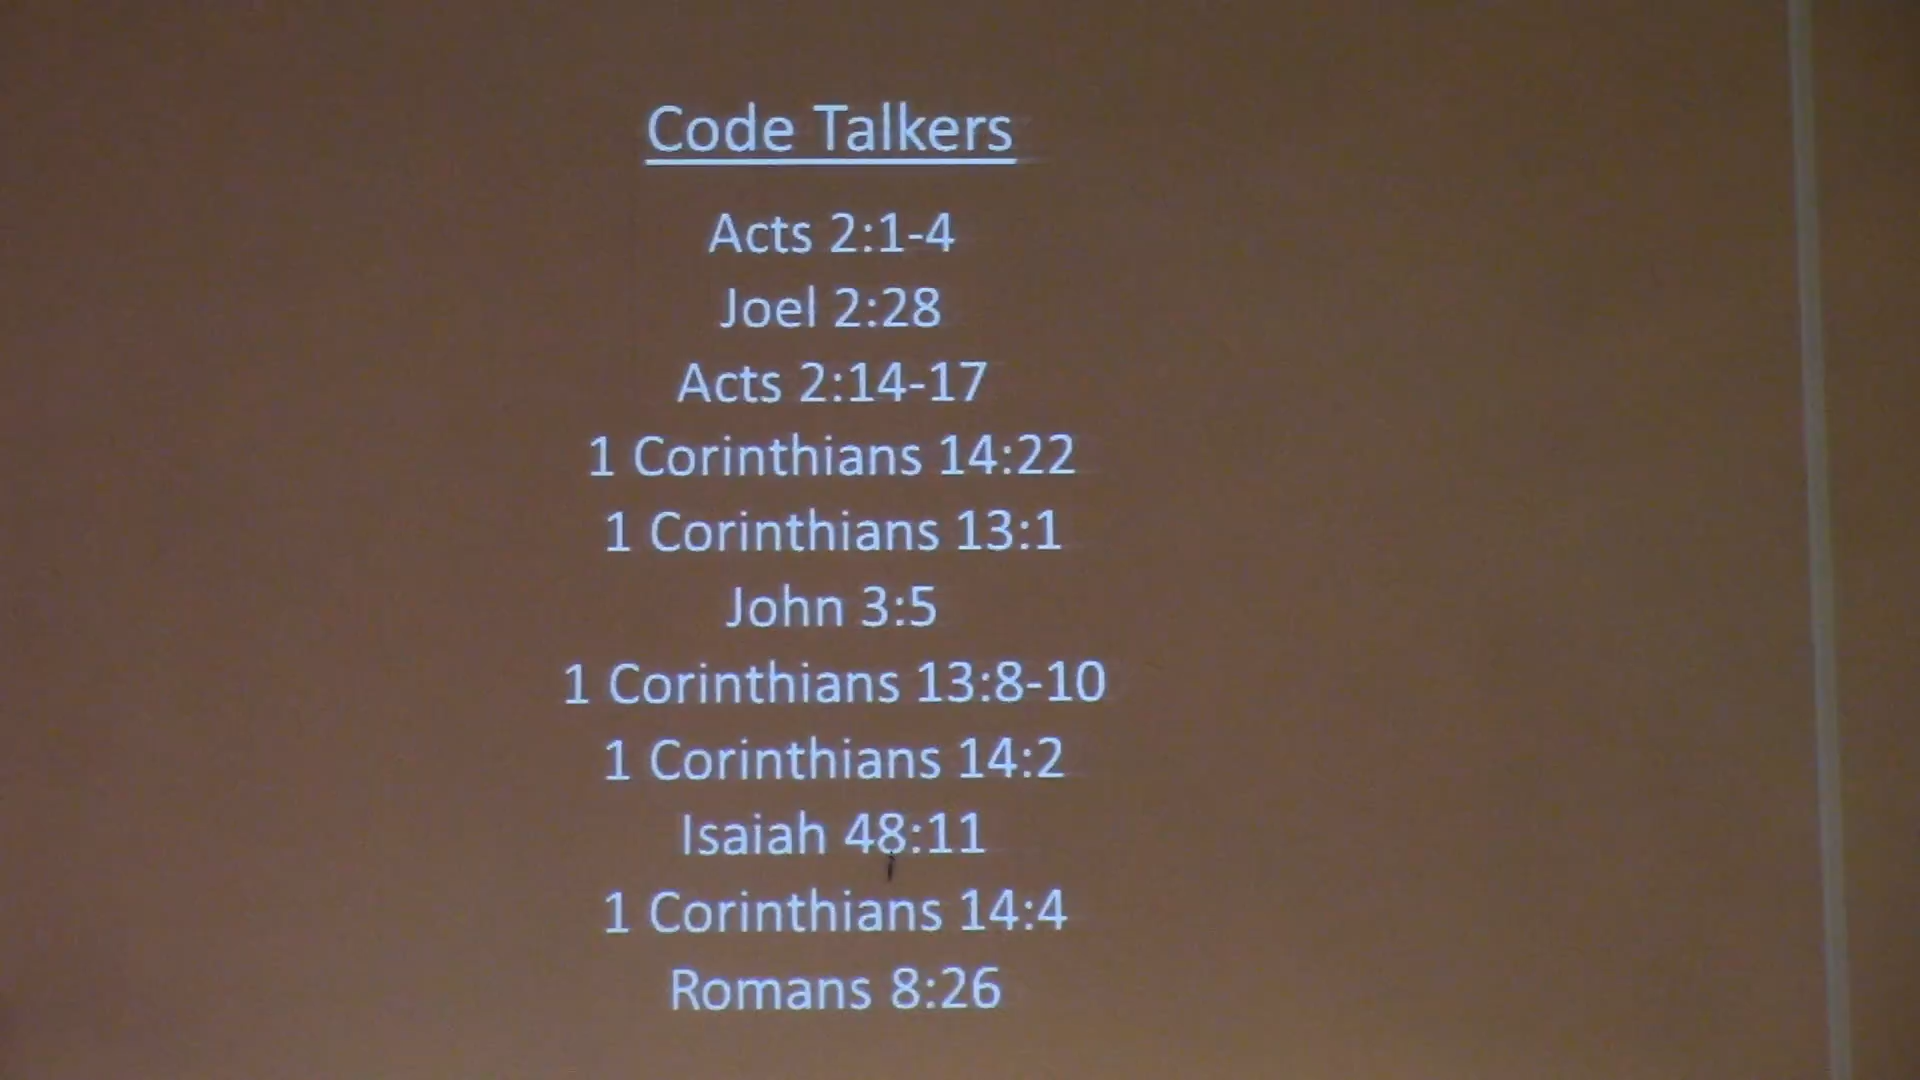 Code Talkers
Acts 2:1-4
Joel 2:28
Acts 2:14-17
1 Corinthians 14:22
1 Corinthians 13:1
John 3:5
1 Corinthians 13:8-10
1 Corinthians 14:2
Isaiah 48:11
1 Corinthians 14:4
Romans 8:26